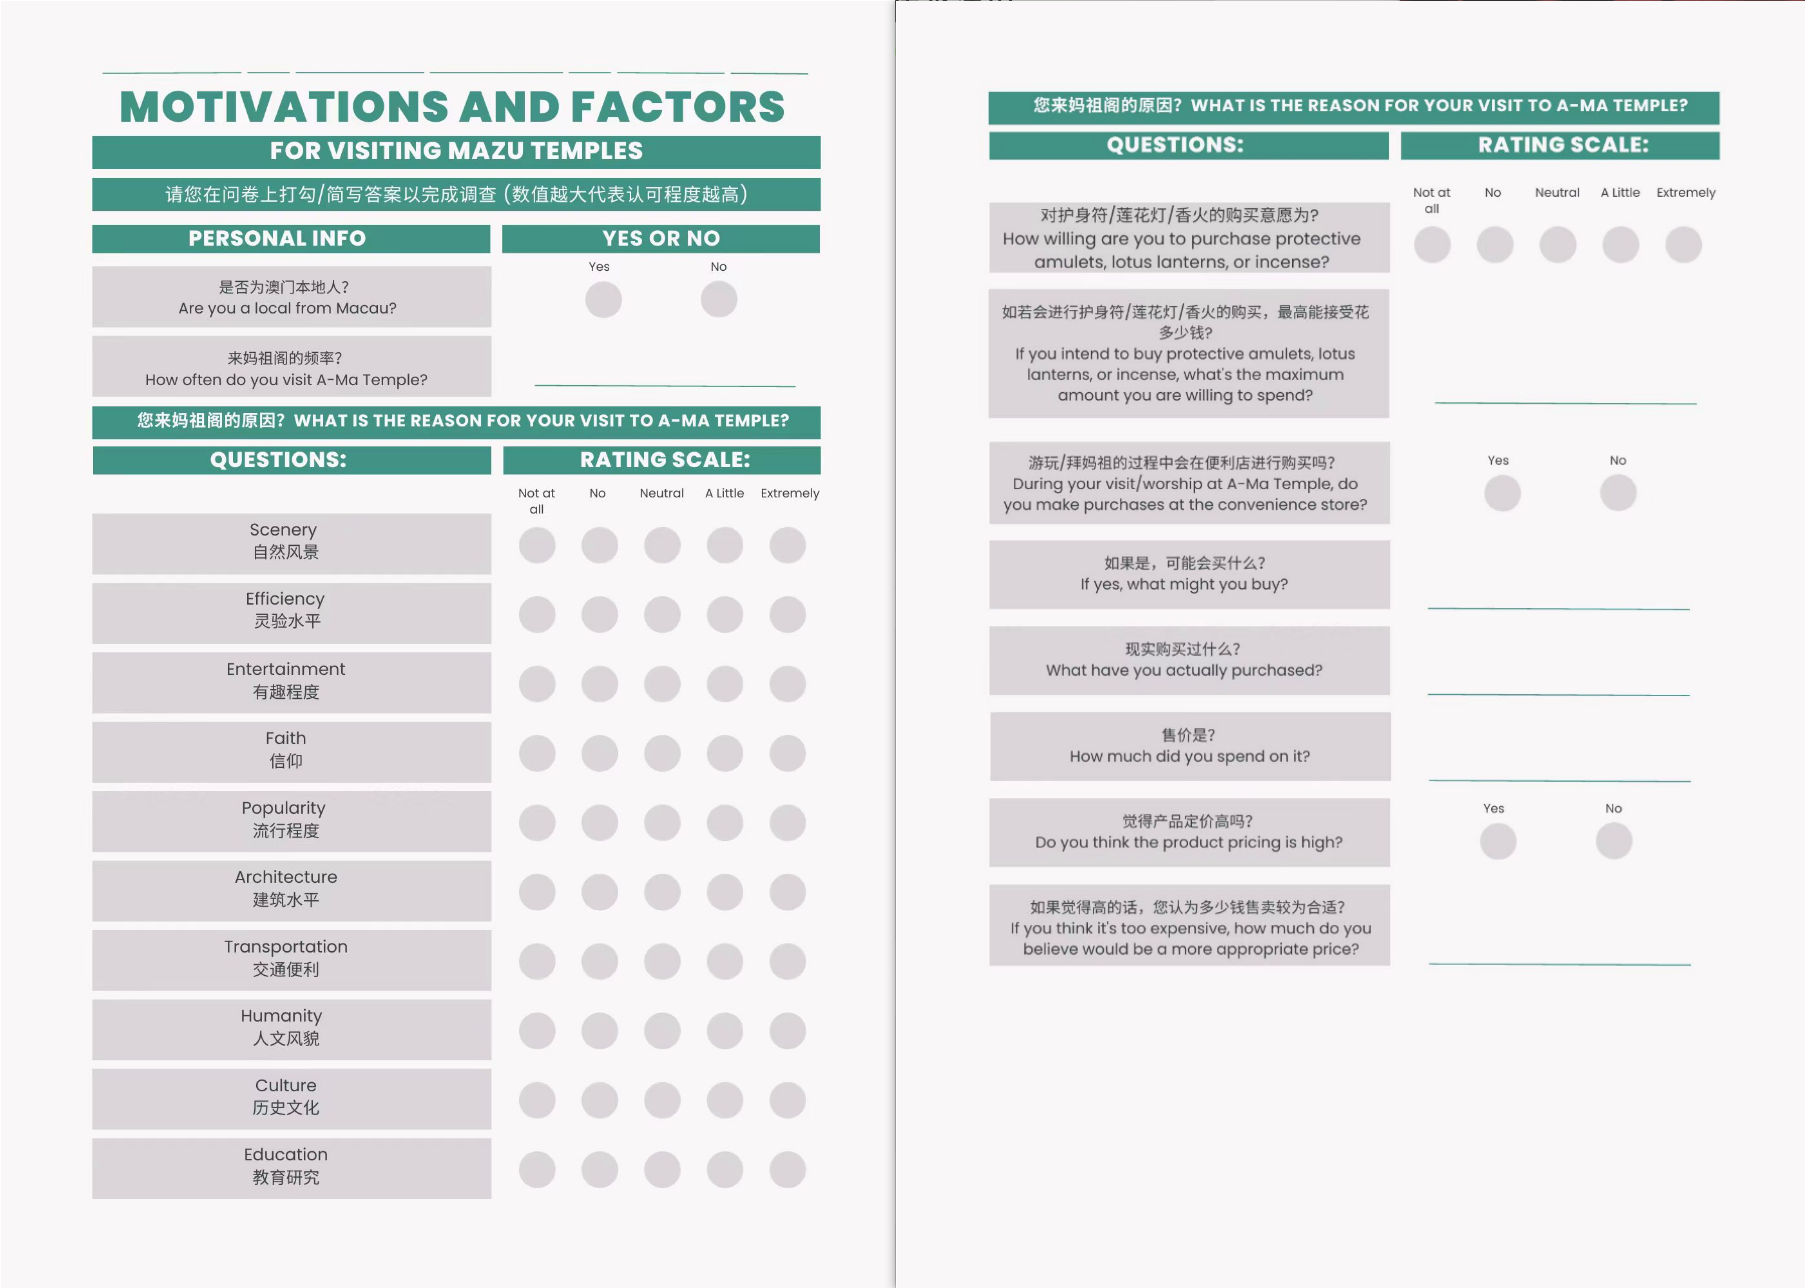 MOTIVATIONS AND FACTORS
FOR VISITING MAZU TEMPLES
请您在问卷上打勾/简写答案以完成调查 (数值越大代表认可程度越高)
PERSONAL INFO
YES OR NO
Yes No
是否为澳门本地人?
Are you a local from Macau?
来妈祖阁的频率?
How often do you visit A-Ma Temple?
您来妈祖阁的原因? WHAT IS THE REASON FOR YOUR VISIT TO A-MA TEMPLE?
QUESTIONS:
RATING SCALE:
Not at all No Neutral A Little Extremely
Scenery
自然风景
Efficiency
灵验水平
Entertainment
有趣程度
Faith
信仰
Popularity
流行程度
Architecture
建筑水平
Transportation
交通便利
Humanity
人文风貌
Culture
历史文化
Education
教育研究
您来妈祖阁的原因? WHAT IS THE REASON FOR YOUR VISIT TO A-MA TEMPLE?
QUESTIONS:
RATING SCALE:
Not at all No Neutral A Little Extremely
对护身符/莲花灯/香火的购买意愿为?
How willing are you to purchase protective
amulets, lotus lanterns, or incense?
如若会进行护身符/莲花灯/香火的购买，最高能接受花
多少钱?
If you intend to buy protective amulets, lotus
lanterns, or incense, what's the maximum
amount you are willing to spend?
游玩/拜妈祖的过程中会在便利店进行购买吗?
During your visit/worship at A-Ma Temple, do
you make purchases at the convenience store?
Yes No
如果是，可能会买什么?
If yes, what might you buy?
现实购买过什么?
What have you actually purchased?
售价是?
How much did you spend on it?
觉得产品定价高吗?
Do you think the product pricing is high?
Yes No
如果觉得高的话，您认为多少钱售卖较为合适?
If you think it's too expensive, how much do you
believe would be a more appropriate price?